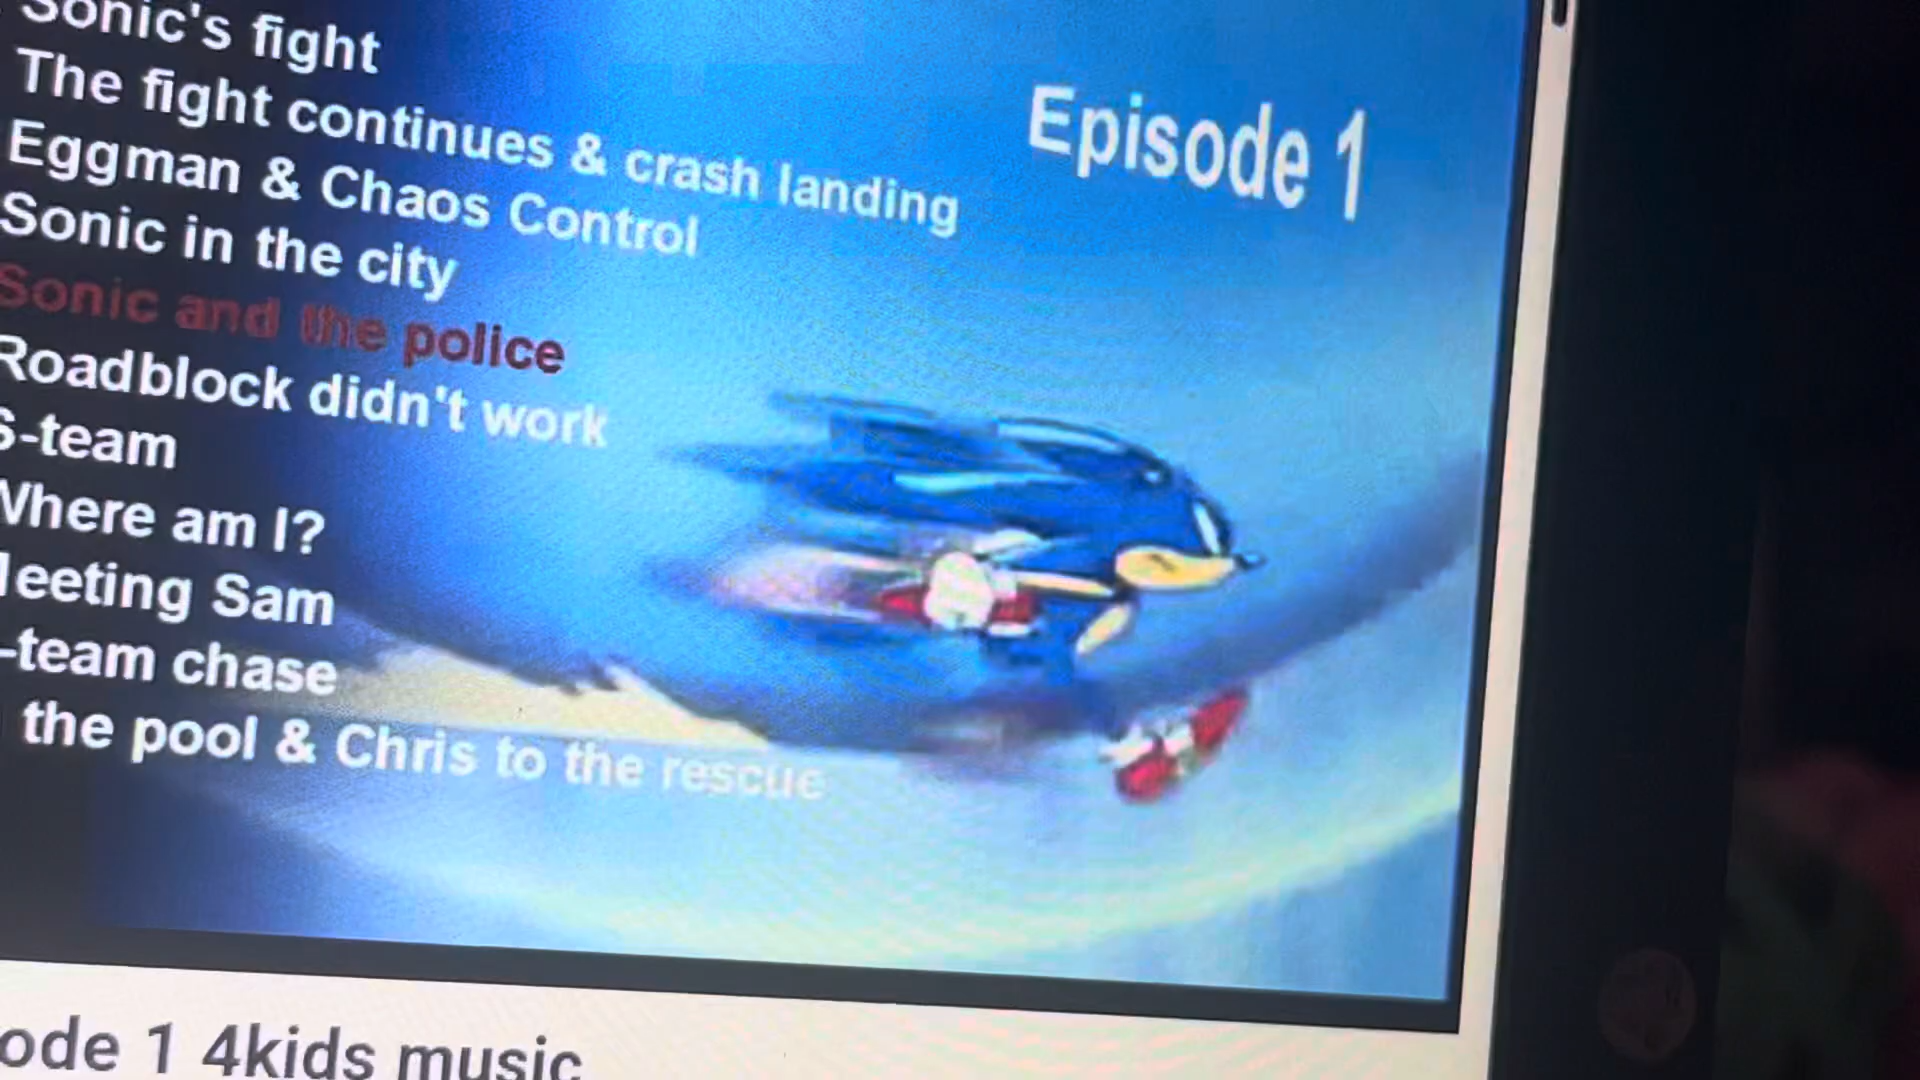 Sonic's fight
The fight continues & crash landing
Eggman & Chaos Control
Sonic in the city
Sonic and the police
Roadblock didn't work
S-team
Where am I?
Meeting Sam
-team chase
the pool & Chris to the rescue
Episode 1
ode 1 4kids music